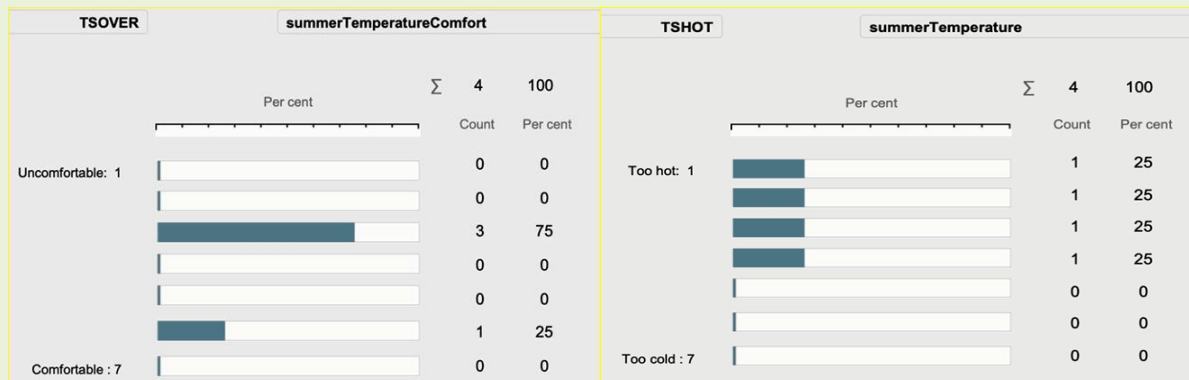 TSOVER summerTemperatureComfort
Σ 4 100
Per cent
Count Per cent
Uncomfortable: 1 0 0
0 0
3 75
0 0
0 0
1 25
Comfortable : 7 0 0
TSHOT summerTemperature
Σ 4 100
Per cent
Count Per cent
Too hot: 1 1 25
1 25
1 25
1 25
0 0
0 0
Too cold : 7 0 0